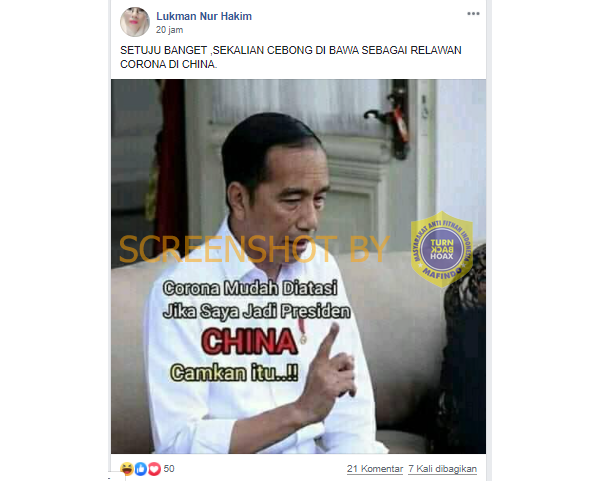 Lukman Nur Hakim
20 jam
SETUJU BANGET ,SEKALIAN CEBONG DI BAWA SEBAGAI RELAWAN
CORONA DI CHINA.
SCREENSHOT BY
MASYARAKAT ANTI FITNAH INDONESIA
TURN
BACK
HOAX
MAFINDO
Corona Mudah Diatasi
Jika Saya Jadi Presiden
CHINA
Camkan itu..!!
50
21 Komentar
7 Kali dibagikan